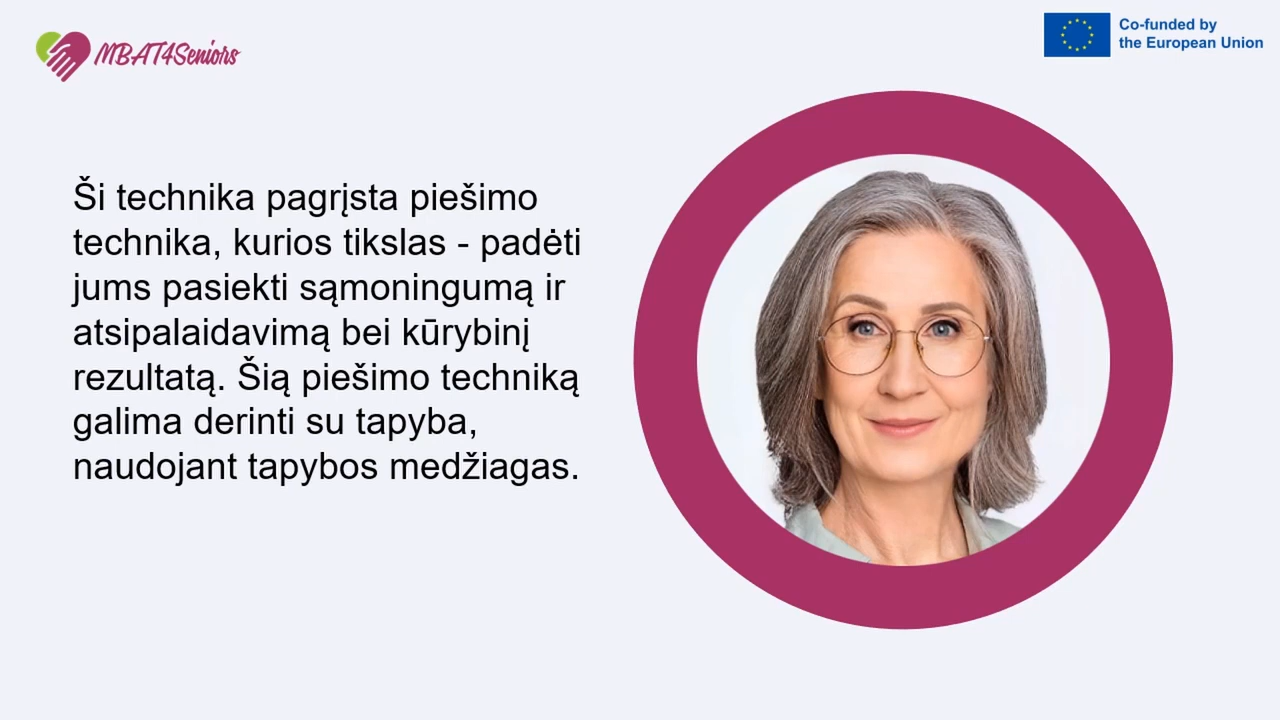 MBAT4Seniors
Co-funded by
the European Union
Ši technika pagrįsta piešimo
technika, kurios tikslas - padėti
jums pasiekti sąmoningumą ir
atsipalaidavimą bei kūrybinį
rezultatą. Šią piešimo techniką
galima derinti su tapyba,
naudojant tapybos medžiagas.